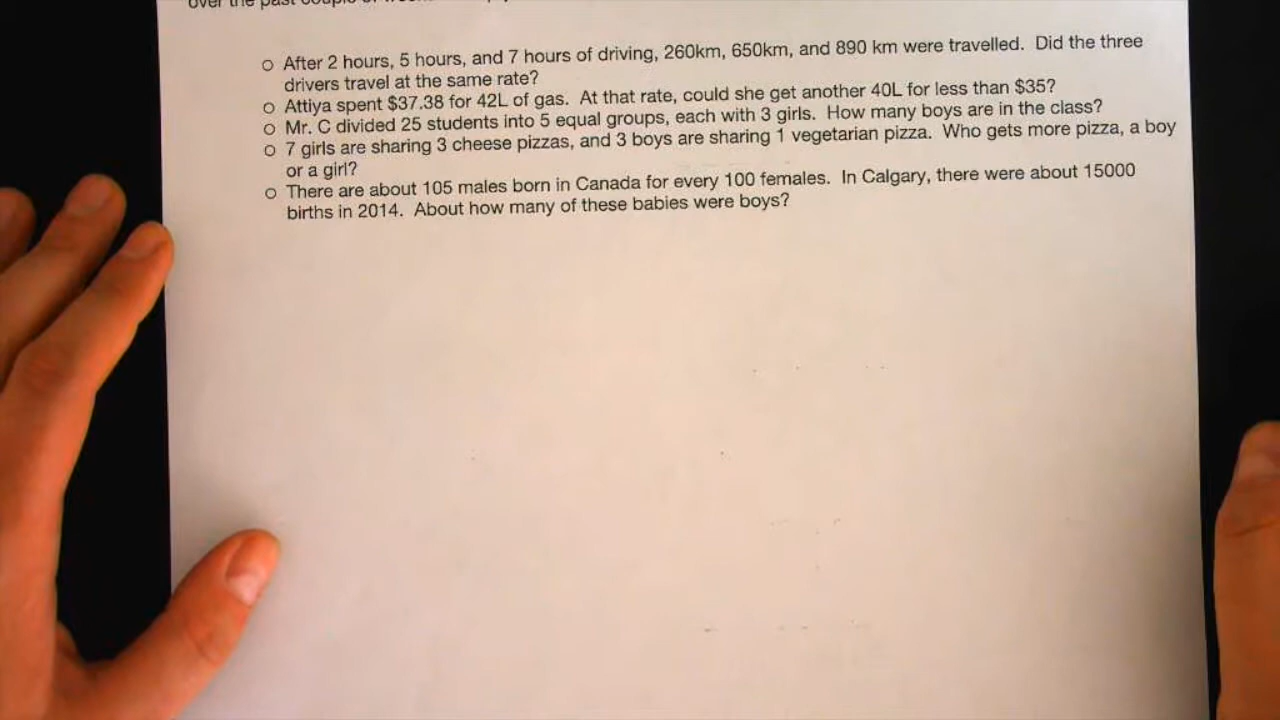 over the past couple of
o After 2 hours, 5 hours, and 7 hours of driving, 260km, 650km, and 890 km were travelled. Did the three
drivers travel at the same rate?
o Attiya spent $37.38 for 42L of gas. At that rate, could she get another 40L for less than $35?
o Mr. C divided 25 students into 5 equal groups, each with 3 girls. How many boys are in the class?
o 7 girls are sharing 3 cheese pizzas, and 3 boys are sharing 1 vegetarian pizza. Who gets more pizza, a boy
or a girl?
o There are about 105 males born in Canada for every 100 females. In Calgary, there were about 15000
births in 2014. About how many of these babies were boys?